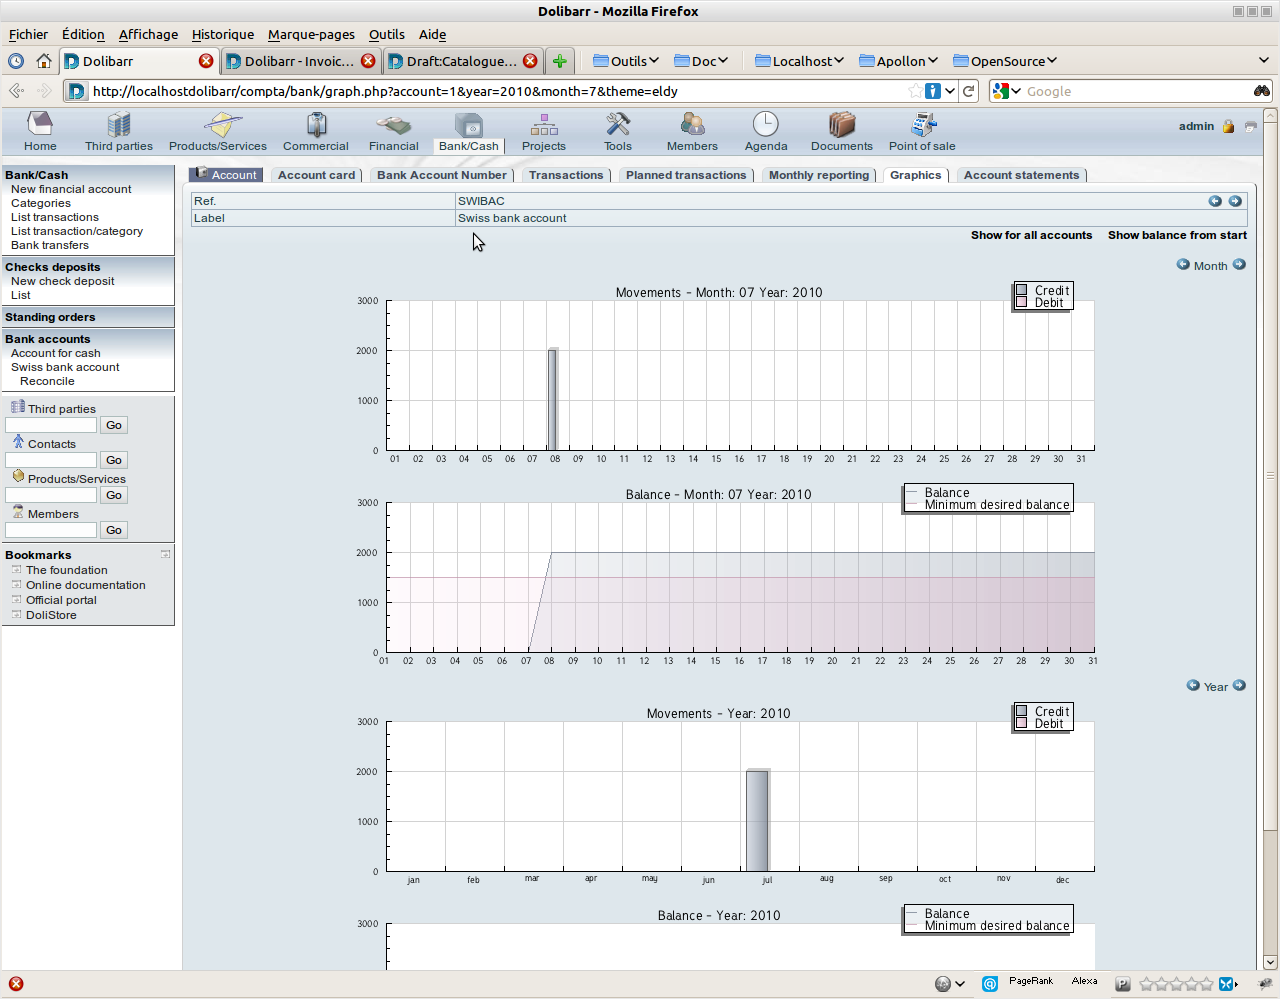 Dolibarr - Mozilla Firefox
Fichier Édition Affichage Historique Marque-pages Outils Aide
Dolibarr Dolibarr - Invoic... Draft:Catalogue... Outils Doc Localhost Apollon OpenSource
http://localhostdolibarr/compta/bank/graph.php?account=1&year=2010&month=7&theme=eldy Google
Home Third parties Products/Services Commercial Financial Bank/Cash Projects Tools Members Agenda Documents Point of sale admin
Bank/Cash
New financial account
Categories
List transactions
List transaction/category
Bank transfers
Checks deposits
New check deposit
List
Standing orders
Bank accounts
Account for cash
Swiss bank account
Reconcile
Third parties
Go
Contacts
Go
Products/Services
Go
Members
Go
Bookmarks
The foundation
Online documentation
Official portal
DoliStore
Account Account card Bank Account Number Transactions Planned transactions Monthly reporting Graphics Account statements
Ref. SWIBAC
Label Swiss bank account
Show for all accounts Show balance from start
Month
Movements - Month: 07 Year: 2010
Credit
Debit
3000
2000
1000
0
01 02 03 04 05 06 07 08 09 10 11 12 13 14 15 16 17 18 19 20 21 22 23 24 25 26 27 28 29 30 31
Balance - Month: 07 Year: 2010
Balance
Minimum desired balance
3000
2000
1000
0
01 02 03 04 05 06 07 08 09 10 11 12 13 14 15 16 17 18 19 20 21 22 23 24 25 26 27 28 29 30 31
Year
Movements - Year: 2010
Credit
Debit
3000
2000
1000
0
jan feb mar apr may jun jul aug sep oct nov dec
Balance - Year: 2010
Balance
Minimum desired balance
3000
PageRank Alexa